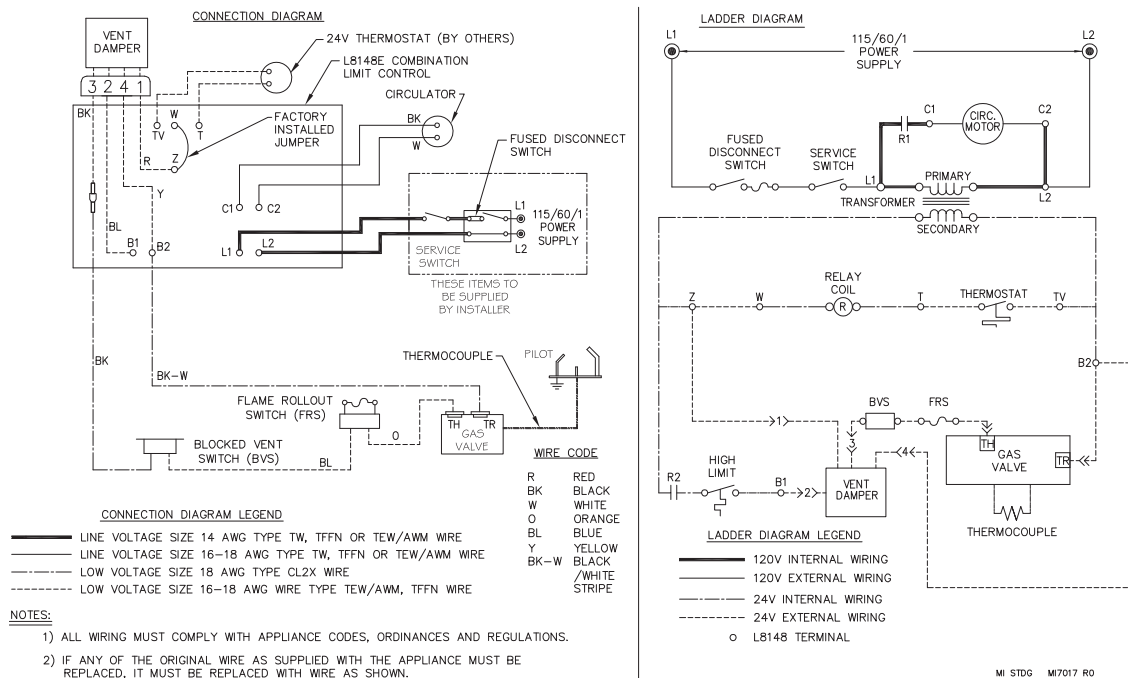 CONNECTION DIAGRAM
VENT
DAMPER
3 2 4 1
24V THERMOSTAT (BY OTHERS)
L8148E COMBINATION
LIMIT CONTROL
CIRCULATOR
BK
W
TV
T
FACTORY
INSTALLED
JUMPER
BK
W
R
Z
Y
FUSED DISCONNECT
SWITCH
BL
C1
C2
L1
115/60/1
POWER
SUPPLY
L2
B1
B2
L1
L2
SERVICE
SWITCH
THESE ITEMS TO
BE SUPPLIED
BY INSTALLER
BK
BK-W
THERMOCOUPLE
PILOT
FLAME ROLLOUT
SWITCH (FRS)
TH
TR
GAS
VALVE
O
BLOCKED VENT
SWITCH (BVS)
BL
WIRE CODE
R RED
BK BLACK
W WHITE
O ORANGE
BL BLUE
Y YELLOW
BK-W BLACK
/WHITE
STRIPE
CONNECTION DIAGRAM LEGEND
LINE VOLTAGE SIZE 14 AWG TYPE TW, TFFN OR TEW/AWM WIRE
LINE VOLTAGE SIZE 16-18 AWG TYPE TW, TFFN OR TEW/AWM WIRE
LOW VOLTAGE SIZE 18 AWG TYPE CL2X WIRE
LOW VOLTAGE SIZE 16-18 AWG WIRE TYPE TEW/AWM, TFFN WIRE
NOTES:
1) ALL WIRING MUST COMPLY WITH APPLIANCE CODES, ORDINANCES AND REGULATIONS.
2) IF ANY OF THE ORIGINAL WIRE AS SUPPLIED WITH THE APPLIANCE MUST BE
REPLACED, IT MUST BE REPLACED WITH WIRE AS SHOWN.
LADDER DIAGRAM
L1
115/60/1
POWER
SUPPLY
L2
C1
CIRC.
MOTOR
C2
R1
FUSED
DISCONNECT
SWITCH
SERVICE
SWITCH
L1
PRIMARY
L2
TRANSFORMER
SECONDARY
RELAY
COIL
Z
W
R
T
THERMOSTAT
TV
B2
BVS
FRS
1
3
4
TH
GAS
VALVE
TR
HIGH
LIMIT
R2
B1
2
VENT
DAMPER
THERMOCOUPLE
LADDER DIAGRAM LEGEND
120V INTERNAL WIRING
120V EXTERNAL WIRING
24V INTERNAL WIRING
24V EXTERNAL WIRING
L8148 TERMINAL
MI STDG MI7017 R0